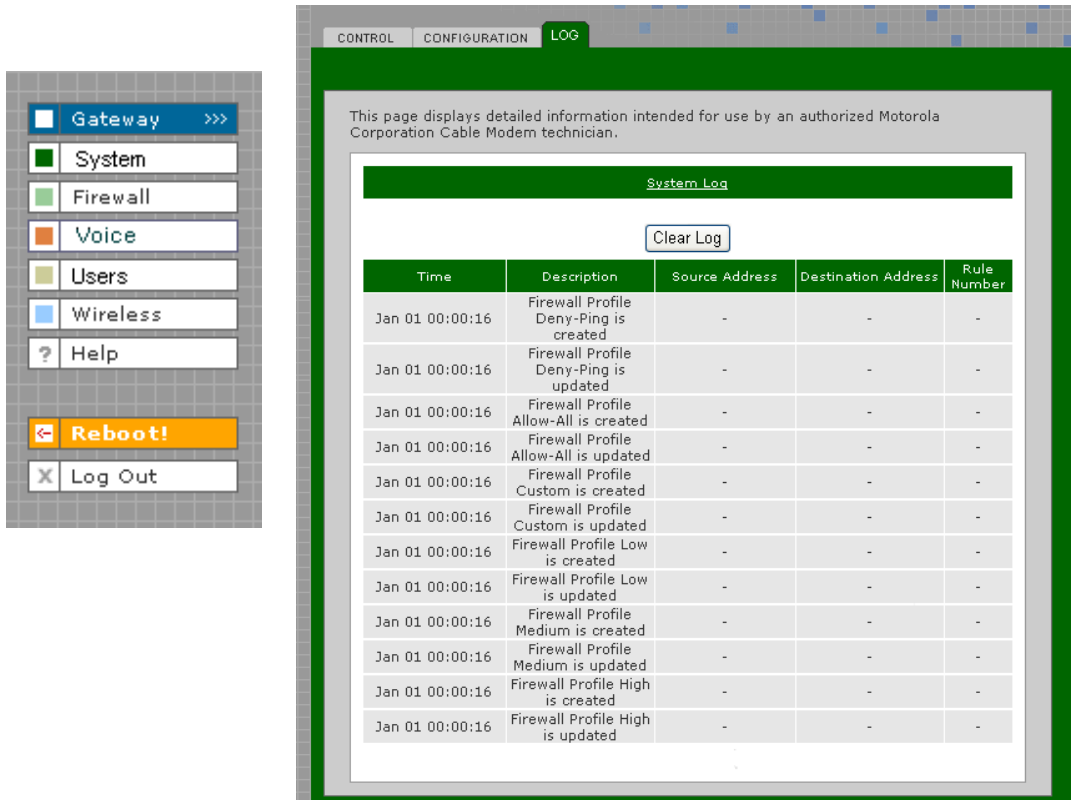 Gateway >>>
System
Firewall
Voice
Users
Wireless
? Help
Reboot!
X Log Out
CONTROL CONFIGURATION LOG
This page displays detailed information intended for use by an authorized Motorola
Corporation Cable Modem technician.
System Log
Clear Log
Time Description Source Address Destination Address Rule
Number
Firewall Profile
Jan 01 00:00:16 Deny-Ping is - - -
created
Firewall Profile
Jan 01 00:00:16 Deny-Ping is - - -
updated
Jan 01 00:00:16 Firewall Profile - - -
Allow-All is created
Jan 01 00:00:16 Firewall Profile - - -
Allow-All is updated
Jan 01 00:00:16 Firewall Profile - - -
Custom is created
Jan 01 00:00:16 Firewall Profile - - -
Custom is updated
Jan 01 00:00:16 Firewall Profile Low - - -
is created
Jan 01 00:00:16 Firewall Profile Low - - -
is updated
Jan 01 00:00:16 Firewall Profile - - -
Medium is created
Jan 01 00:00:16 Firewall Profile - - -
Medium is updated
Jan 01 00:00:16 Firewall Profile High - - -
is created
Jan 01 00:00:16 Firewall Profile High - - -
is updated